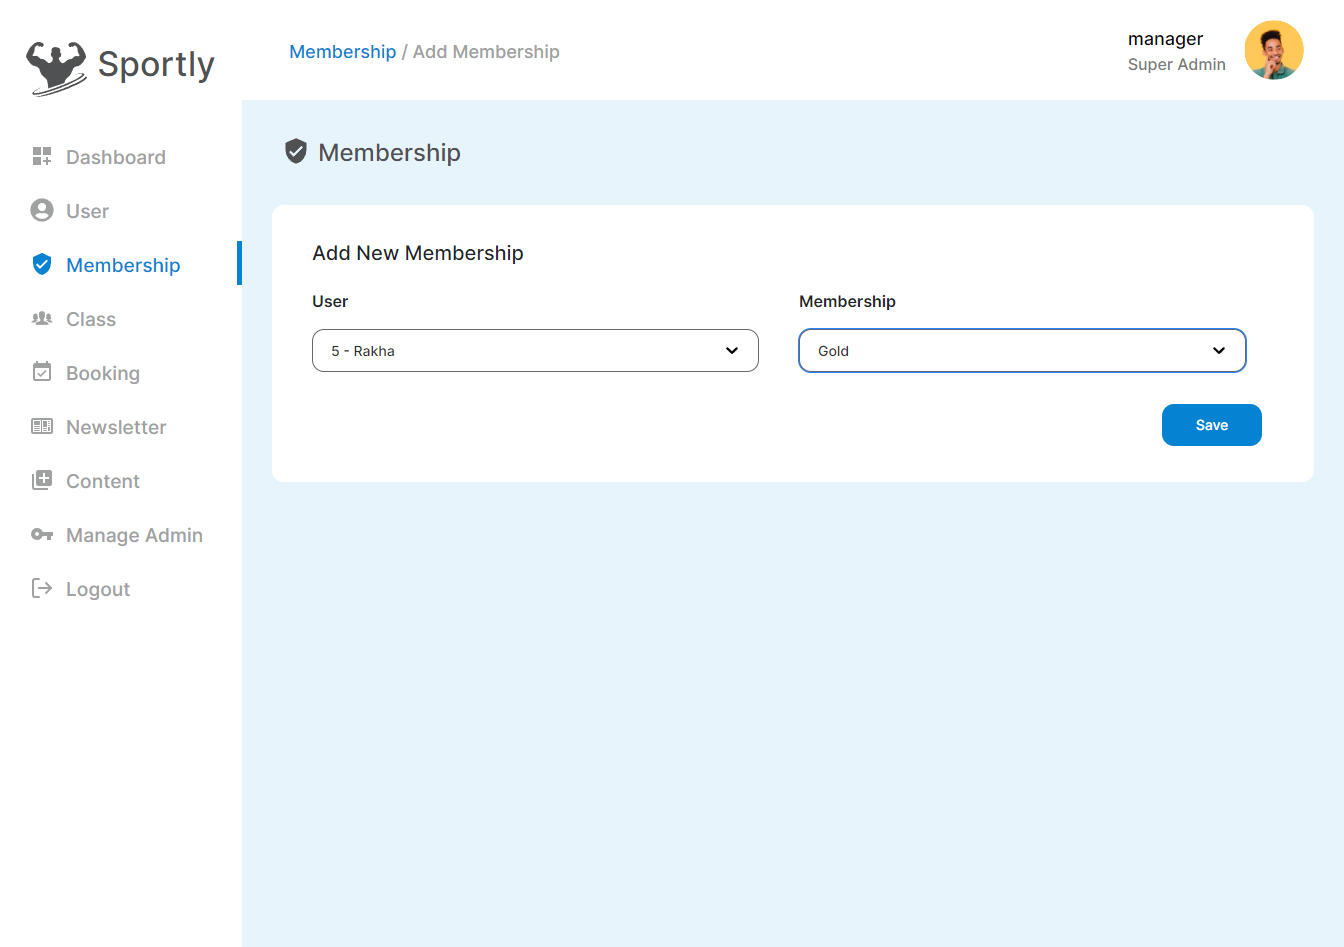 Sportly
Membership / Add Membership
manager
Super Admin
Dashboard
User
Membership
Class
Booking
Newsletter
Content
Manage Admin
Logout
Membership
Add New Membership
User
Membership
5 - Rakha
Gold
Save